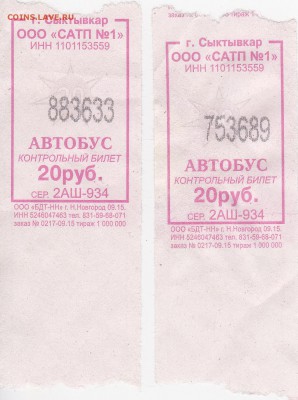 COINS.LAVE.RU
г. Сыктывкар
ООО «САТП №1»
ИНН 1101153559
883633
АВТОБУС
КОНТРОЛЬНЫЙ БИЛЕТ
20руб.
СЕР. 2АШ-934
ООО «БДТ-НН» г. Н.Новгород 09.15.
ИНН 5246047463 тел. 831-59-68-071
заказ № 0217-09.15 тираж 1 000 000
г. Сыктывкар
ООО «САТП №1»
ИНН 1101153559
753689
АВТОБУС
КОНТРОЛЬНЫЙ БИЛЕТ
20руб.
СЕР. 2АШ-934
ООО «БДТ-НН» г. Н.Новгород 09.15.
ИНН 5246047463 тел. 831-59-68-071
заказ № 0217-09.15 тираж 1 000 000